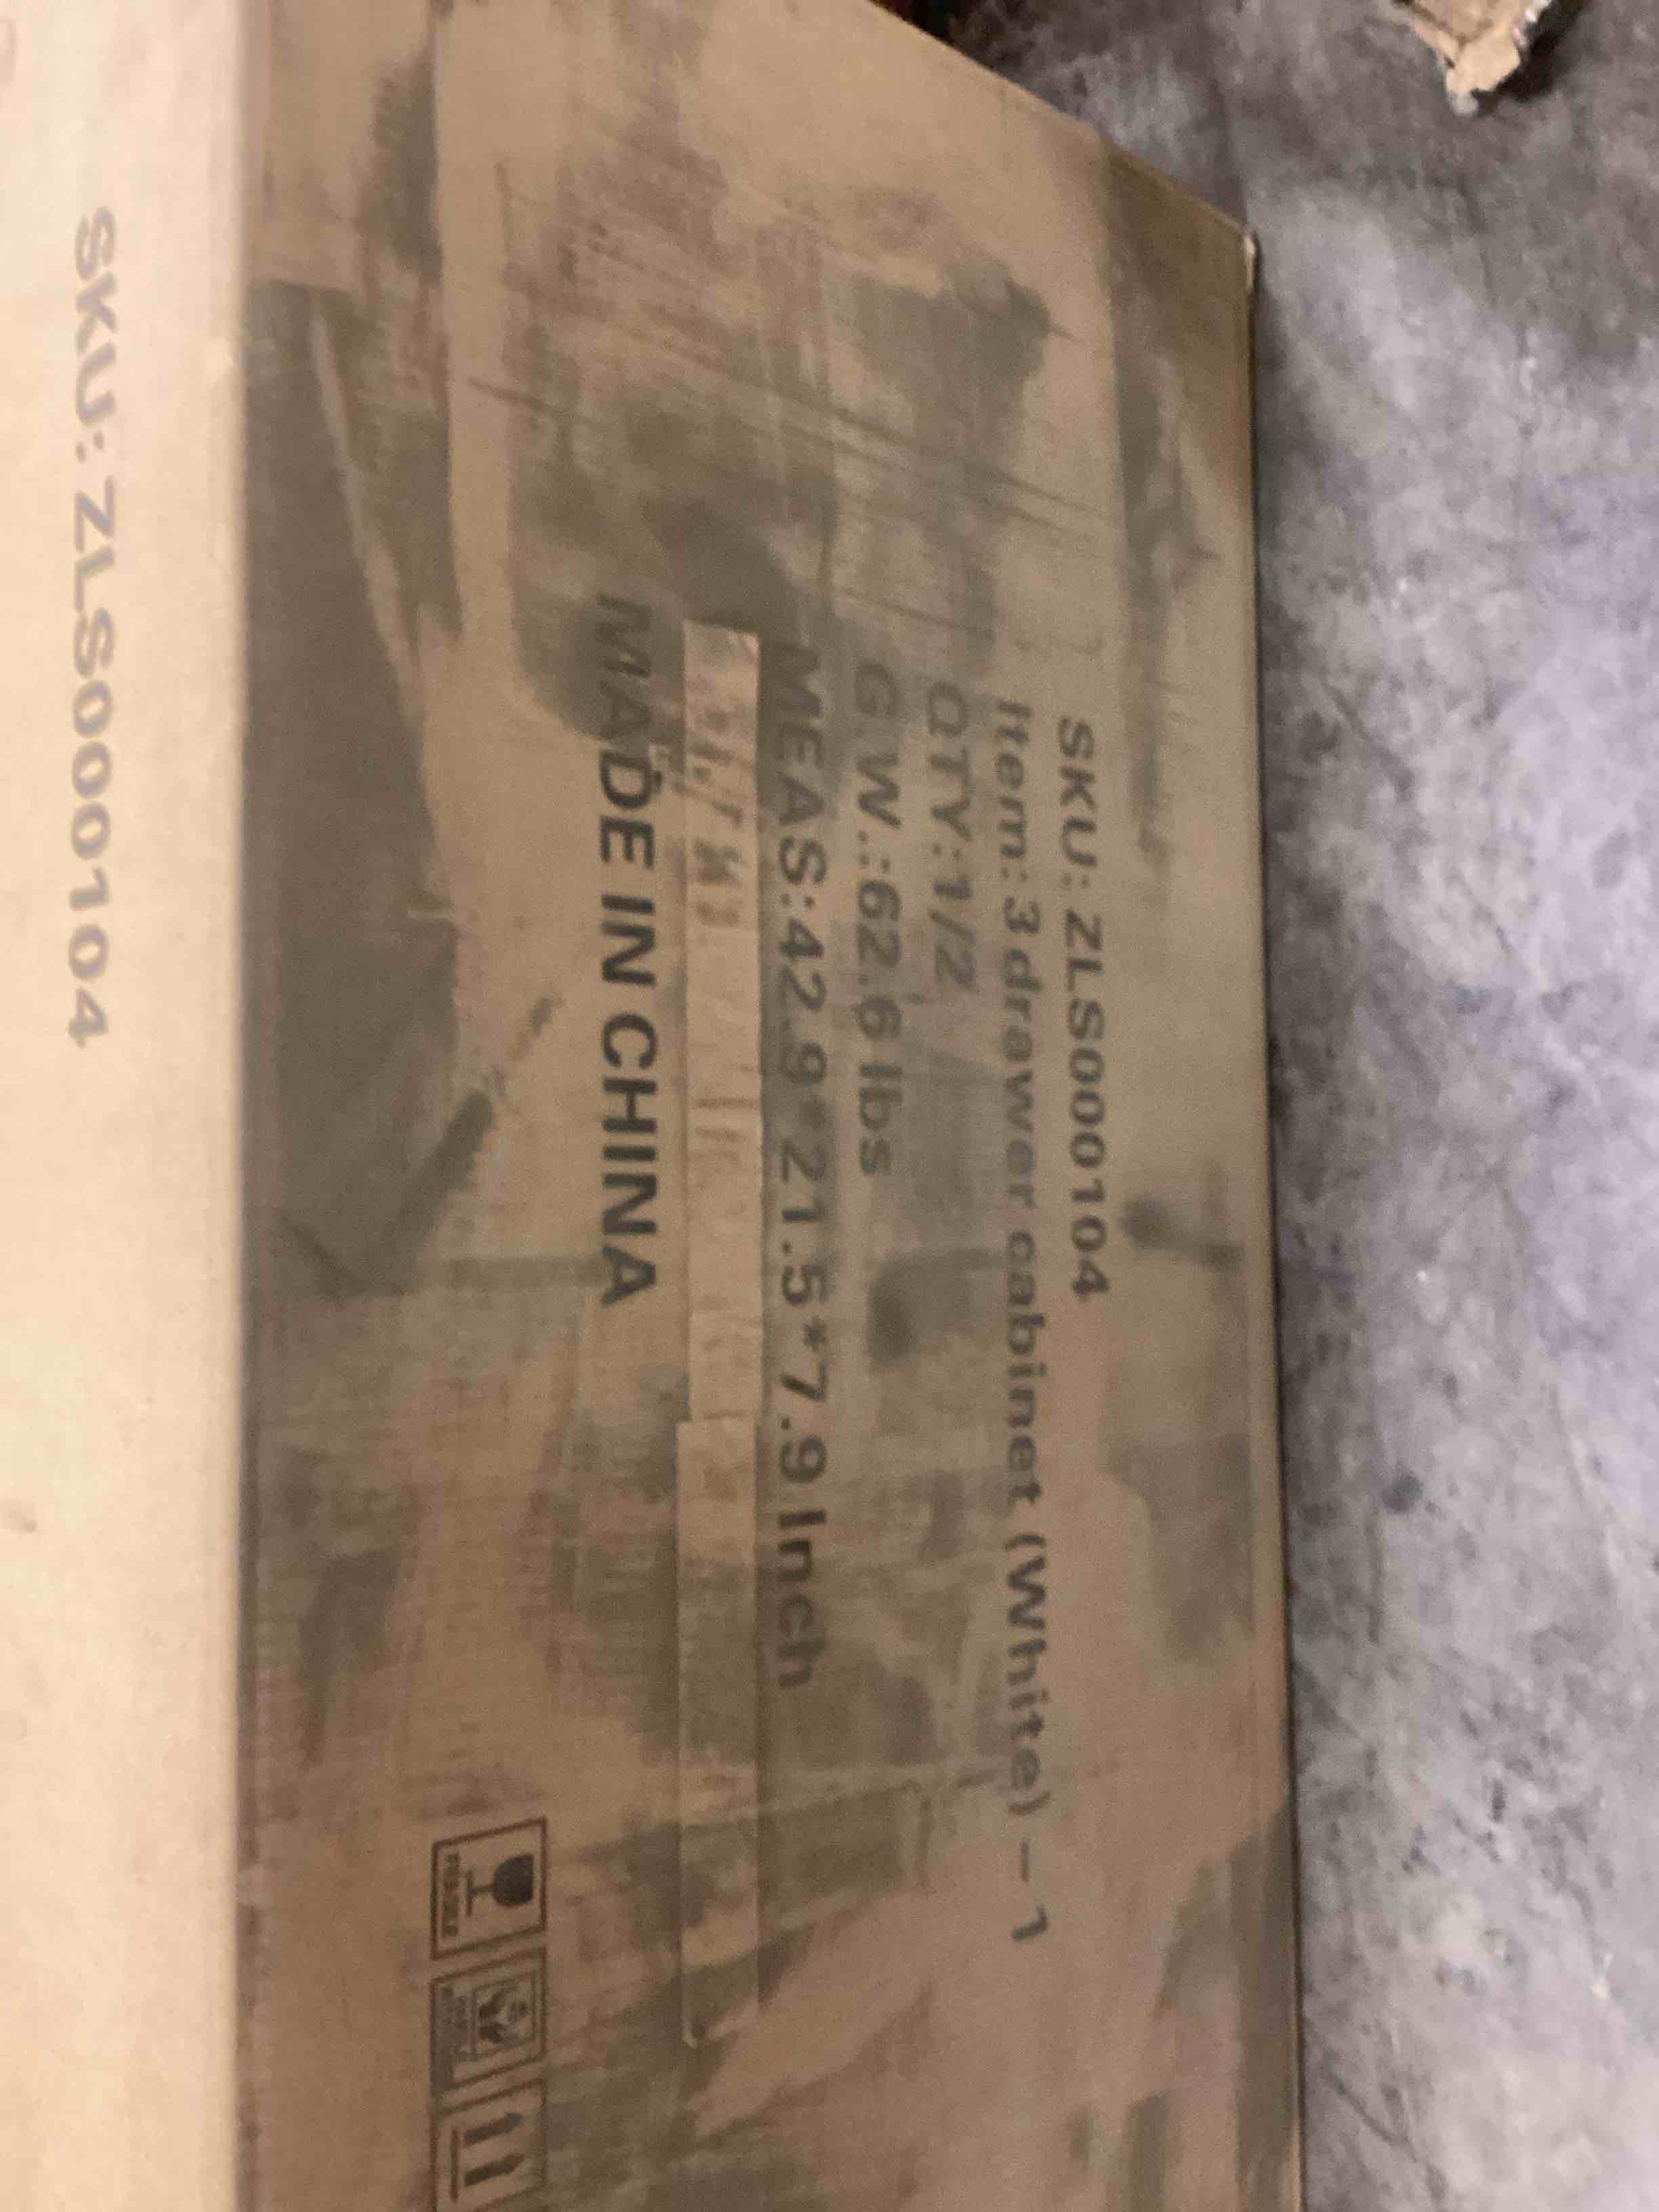 SKU: ZLS000104
Item: 3 drawer cabinet (White) - 1
QTY:1/2
G.W.:62.6 lbs
MEAS:42.9*21.5*7.9 Inch
MADE IN CHINA
SKU: ZLS000104